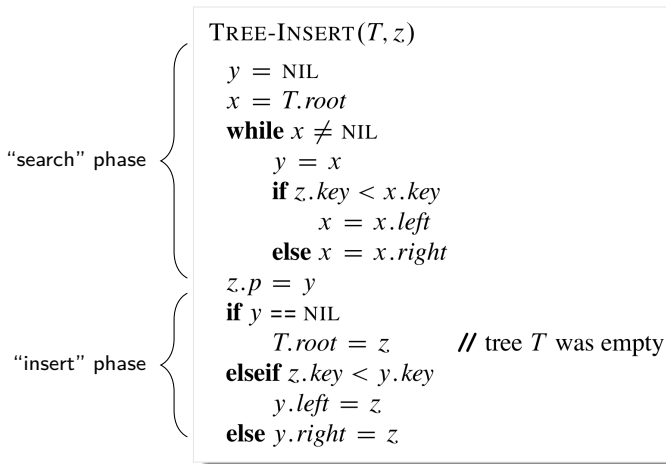 TREE-INSERT(T, z)
y = NIL
x = T.root
while x ≠ NIL
y = x
if z.key < x.key
x = x.left
else x = x.right
z.p = y
if y == NIL
T.root = z // tree T was empty
elseif z.key < y.key
y.left = z
else y.right = z
“search” phase
“insert” phase